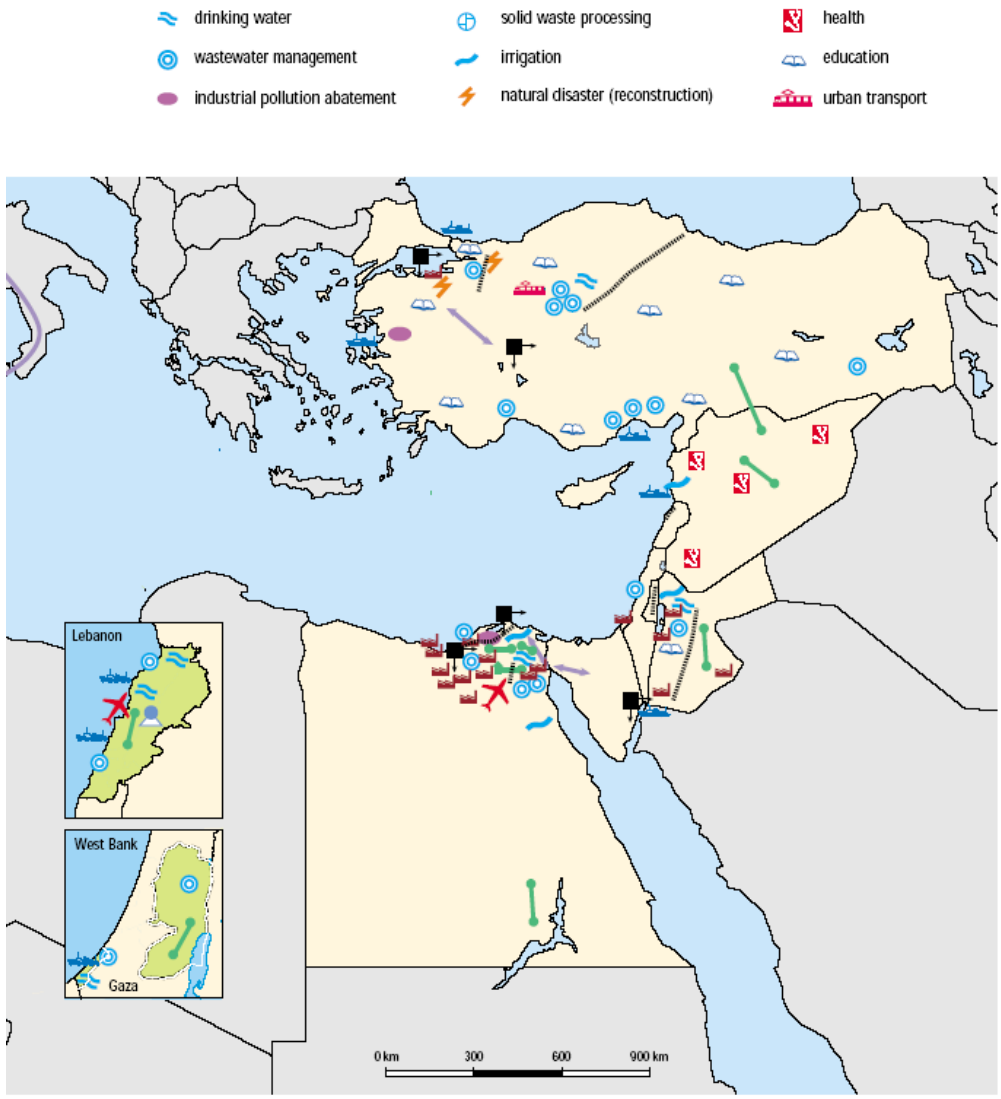 drinking water
solid waste processing
health
wastewater management
irrigation
education
industrial pollution abatement
natural disaster (reconstruction)
urban transport
Lebanon
West Bank
Gaza
0 km 300 600 900 km